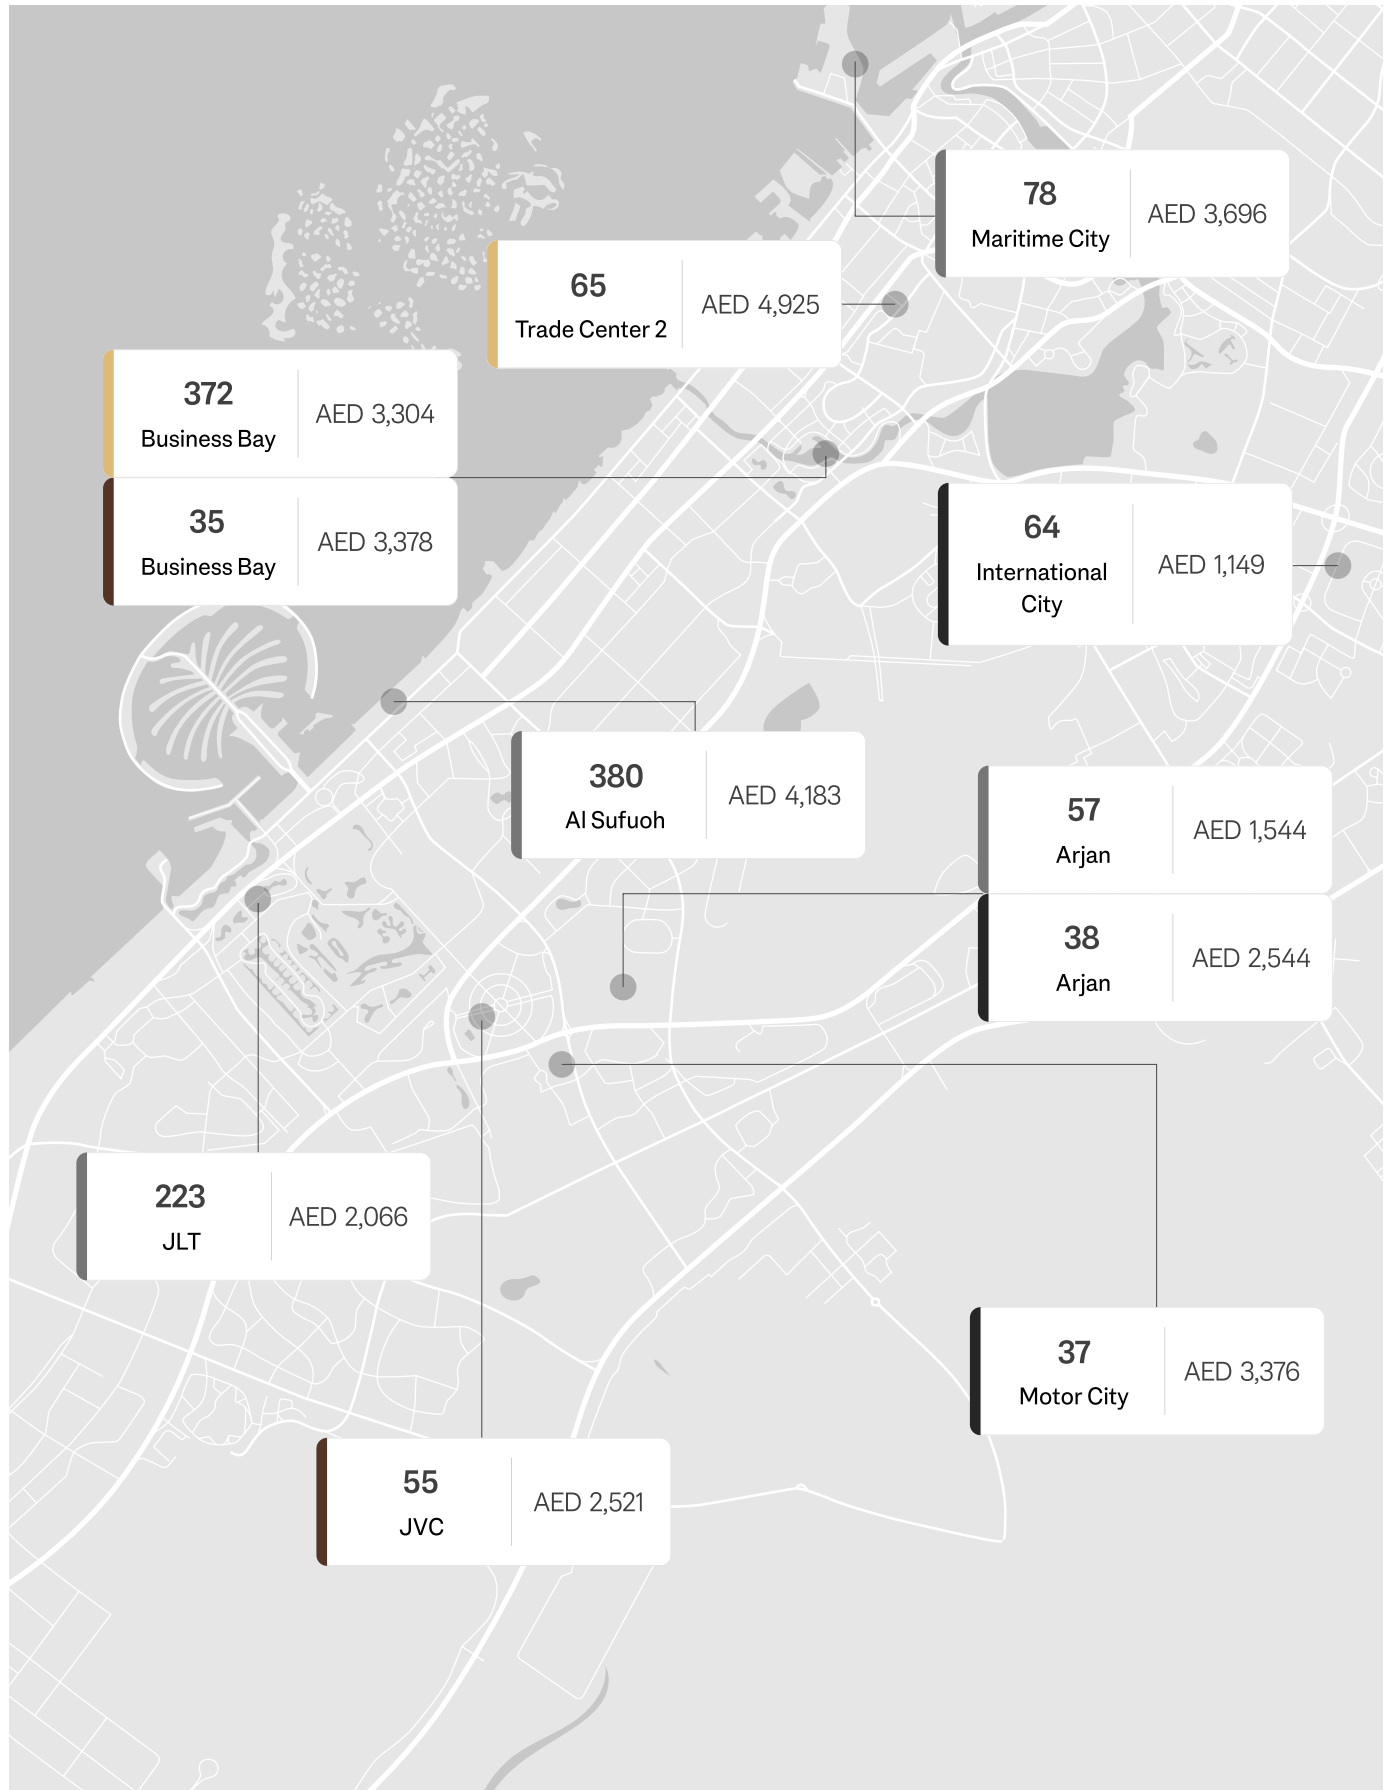 78
Maritime City
AED 3,696
65
Trade Center 2
AED 4,925
372
Business Bay
AED 3,304
35
Business Bay
AED 3,378
64
International
City
AED 1,149
380
Al Sufuoh
AED 4,183
57
Arjan
AED 1,544
38
Arjan
AED 2,544
223
JLT
AED 2,066
37
Motor City
AED 3,376
55
JVC
AED 2,521